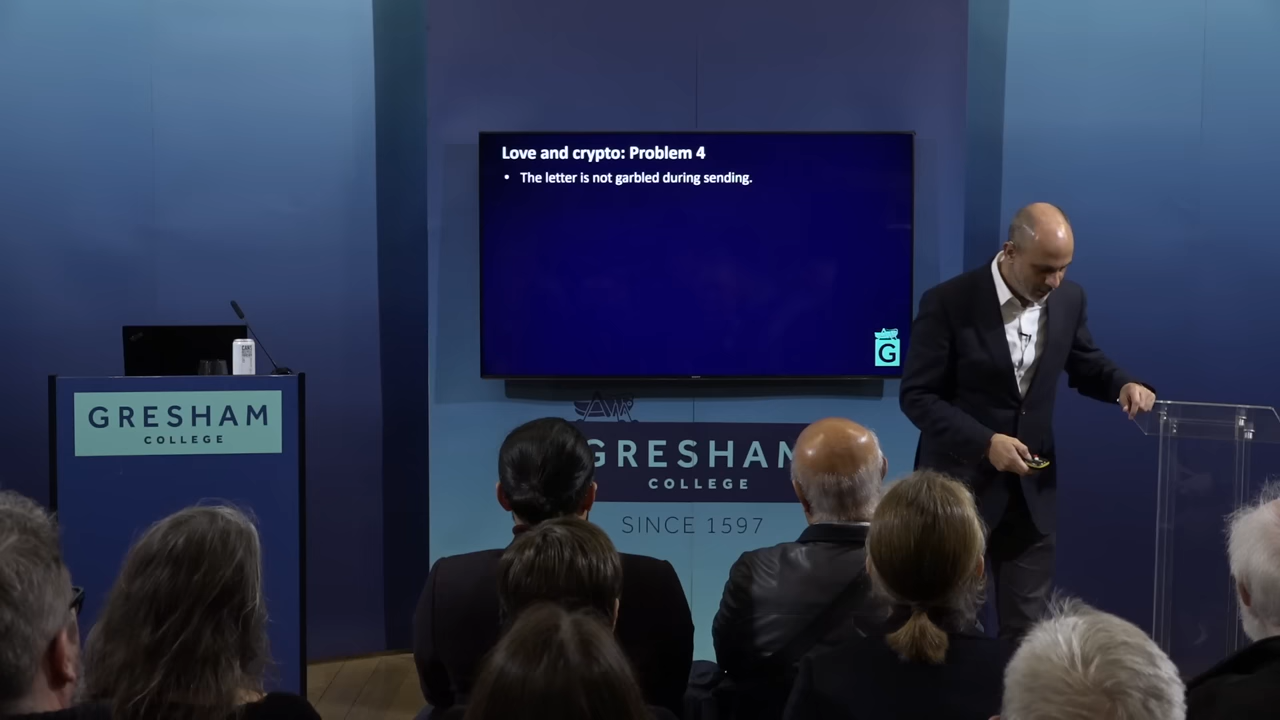 Love and crypto: Problem 4
• The letter is not garbled during sending.
G
GRESHAM
COLLEGE
GRESHAM
COLLEGE
SINCE 1597